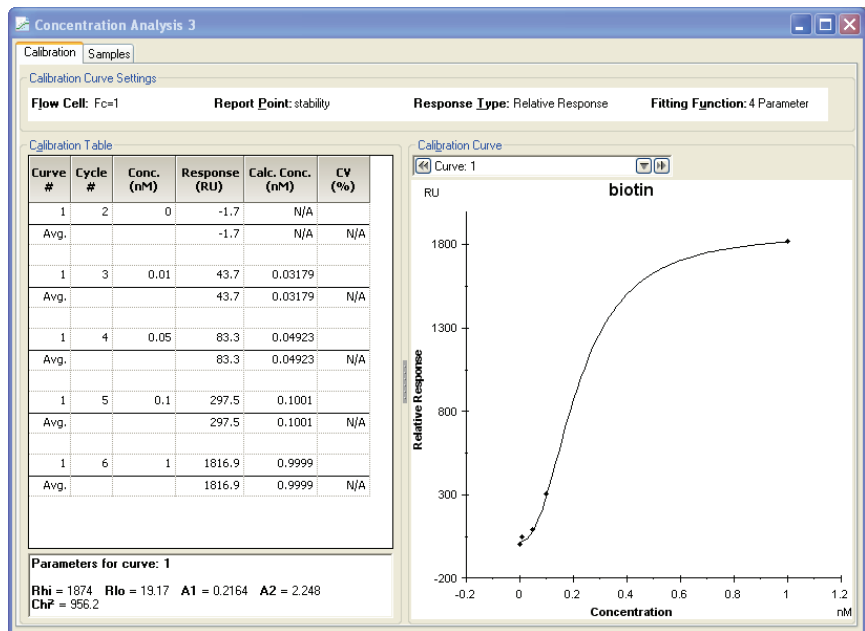 Concentration Analysis 3
Calibration Samples
Calibration Curve Settings
Flow Cell: Fc=1 Report Point: stability Response Type: Relative Response Fitting Function: 4 Parameter
Calibration Table
Curve # Cycle # Conc. (nM) Response (RU) Calc. Conc. (nM) CV (%)
1 2 0 -1.7 N/A
Avg. -1.7 N/A N/A
1 3 0.01 43.7 0.03179
Avg. 43.7 0.03179 N/A
1 4 0.05 83.3 0.04923
Avg. 83.3 0.04923 N/A
1 5 0.1 297.5 0.1001
Avg. 297.5 0.1001 N/A
1 6 1 1816.9 0.9999
Avg. 1816.9 0.9999 N/A
Parameters for curve: 1
Rhi = 1874 Rlo = 19.17 A1 = 0.2164 A2 = 2.248
Chi² = 956.2
Calibration Curve
Curve: 1
RU biotin
1800
1300
800
300
-200
Relative Response
-0.2 0 0.2 0.4 0.6 0.8 1 1.2
Concentration nM